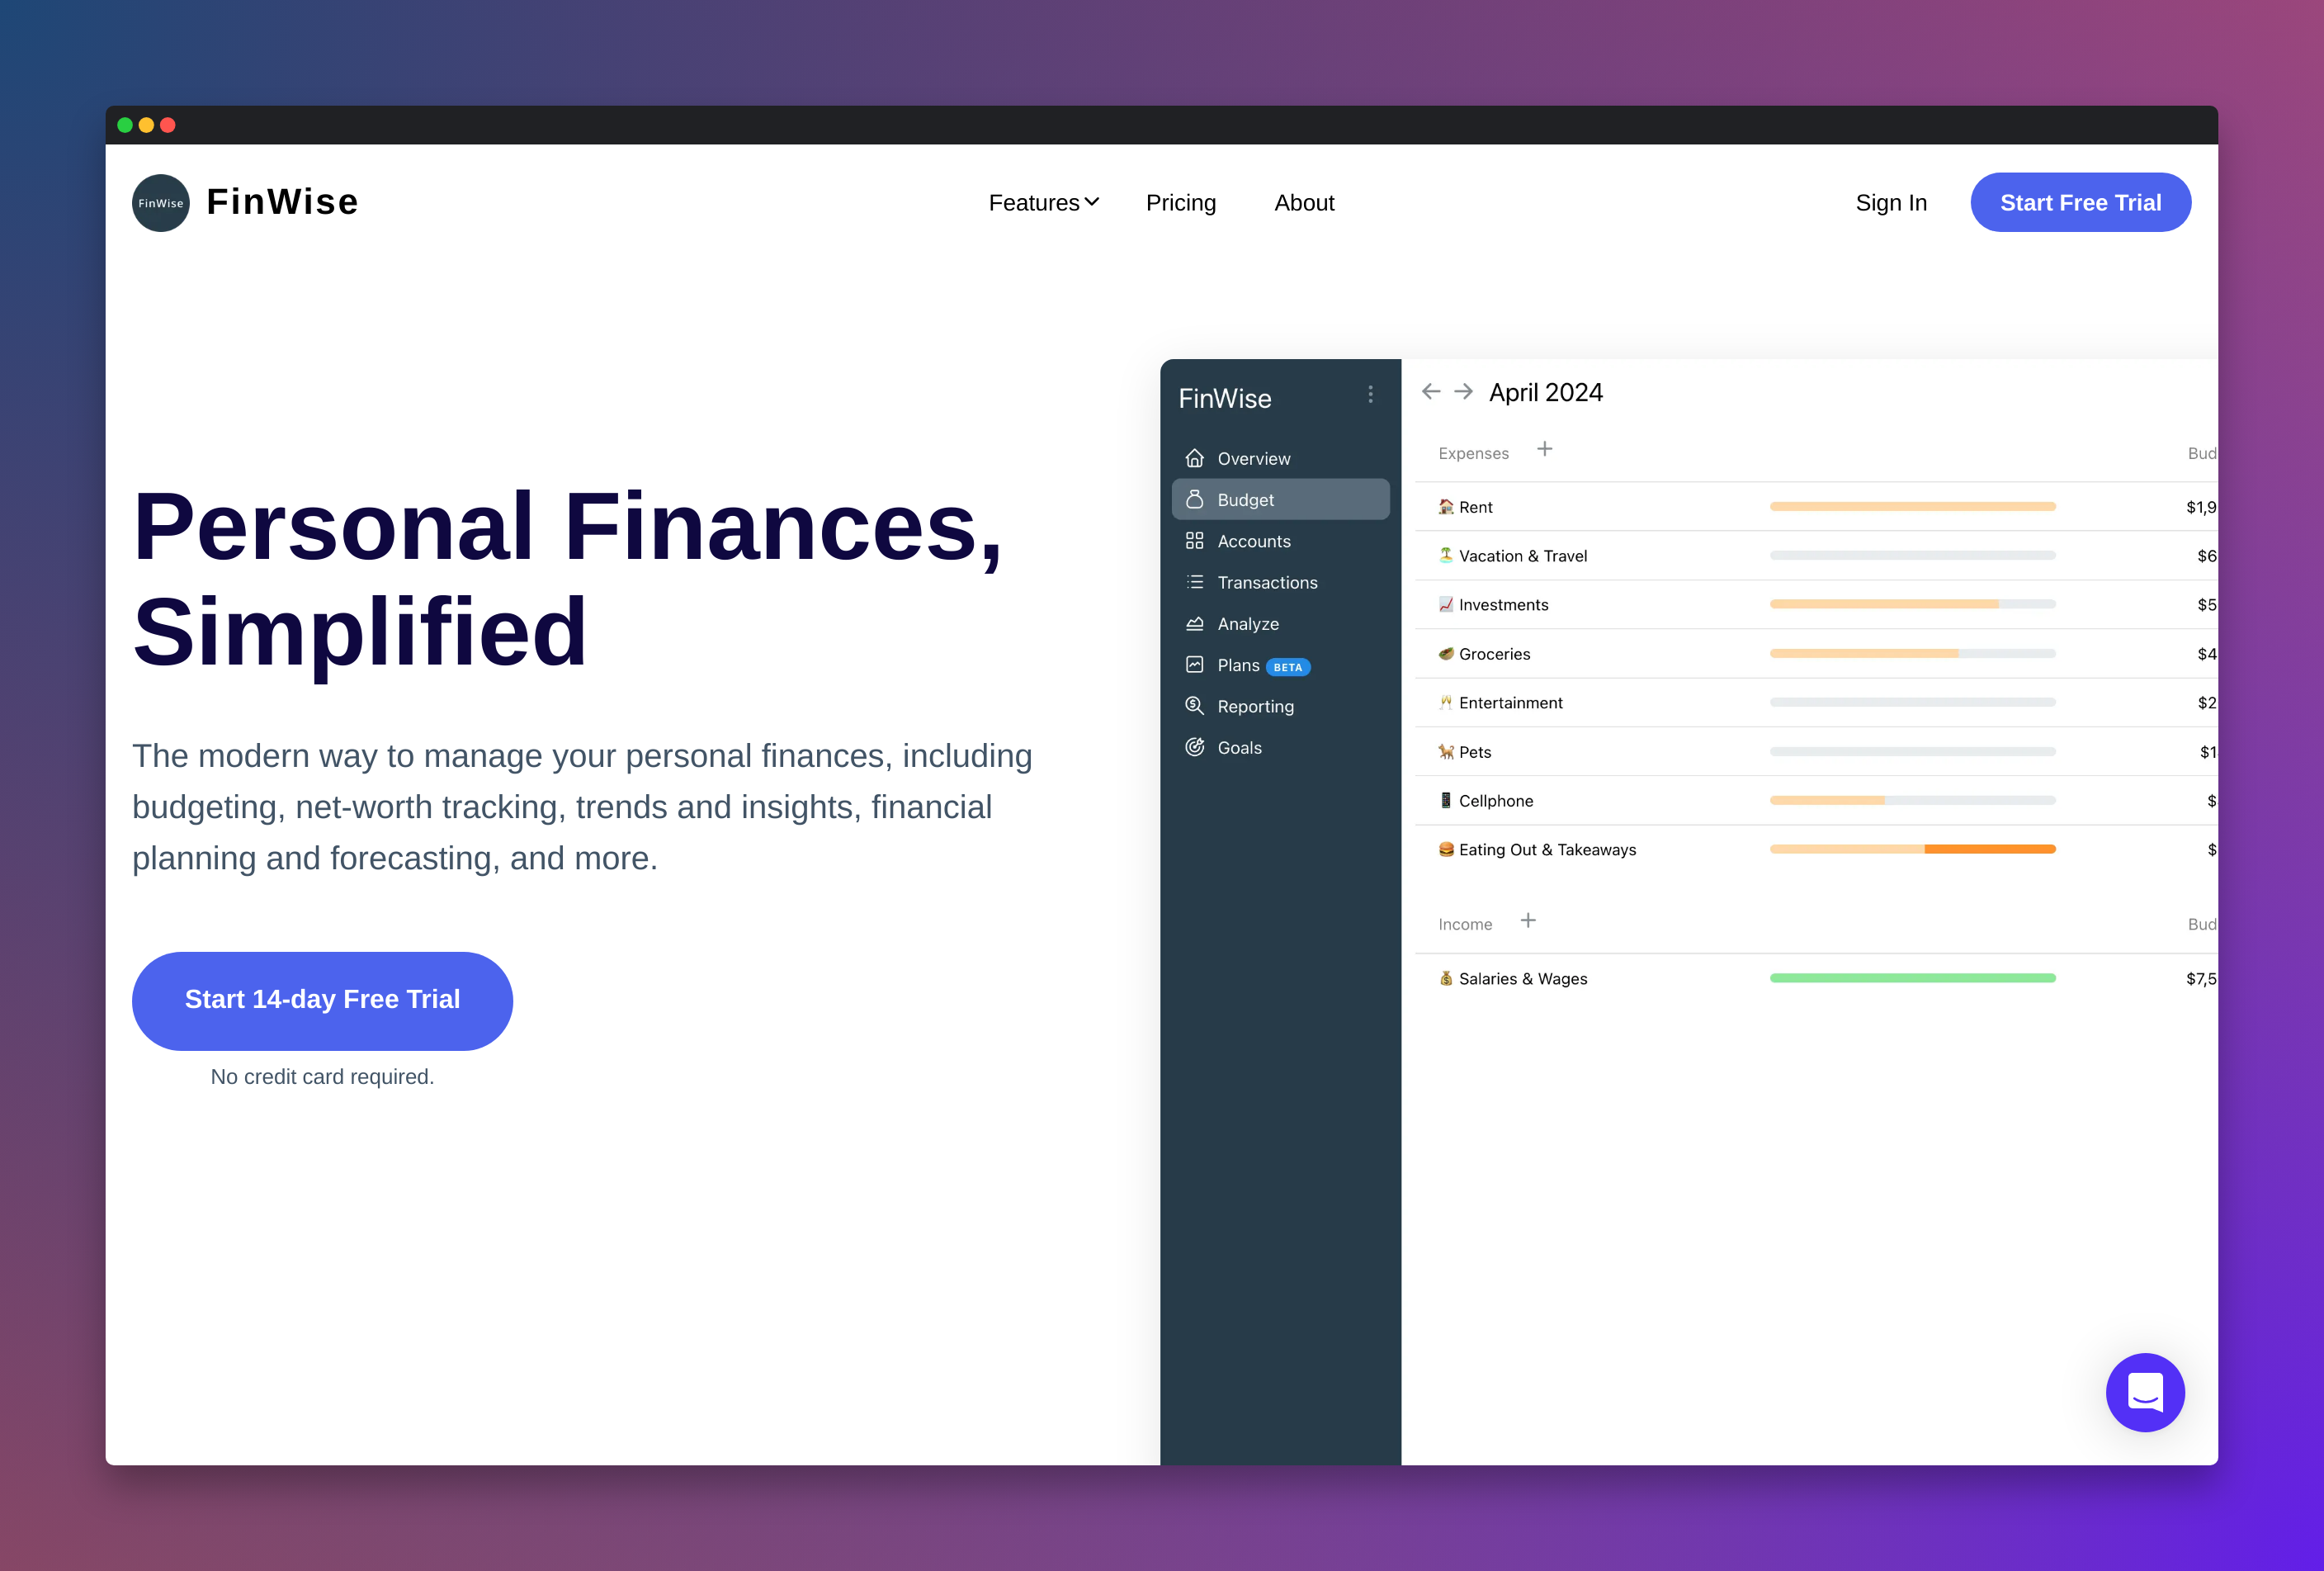 FinWise
FinWise
Features
Pricing
About
Sign In
Start Free Trial
Personal Finances,
Simplified
The modern way to manage your personal finances, including
budgeting, net-worth tracking, trends and insights, financial
planning and forecasting, and more.
Start 14-day Free Trial
No credit card required.
FinWise
Overview
Budget
Accounts
Transactions
Analyze
Plans BETA
Reporting
Goals
April 2024
Expenses + Bud
Rent $1,9
Vacation & Travel $6
Investments $5
Groceries $4
Entertainment $2
Pets $1
Cellphone $
Eating Out & Takeaways $
Income + Bud
Salaries & Wages $7,5